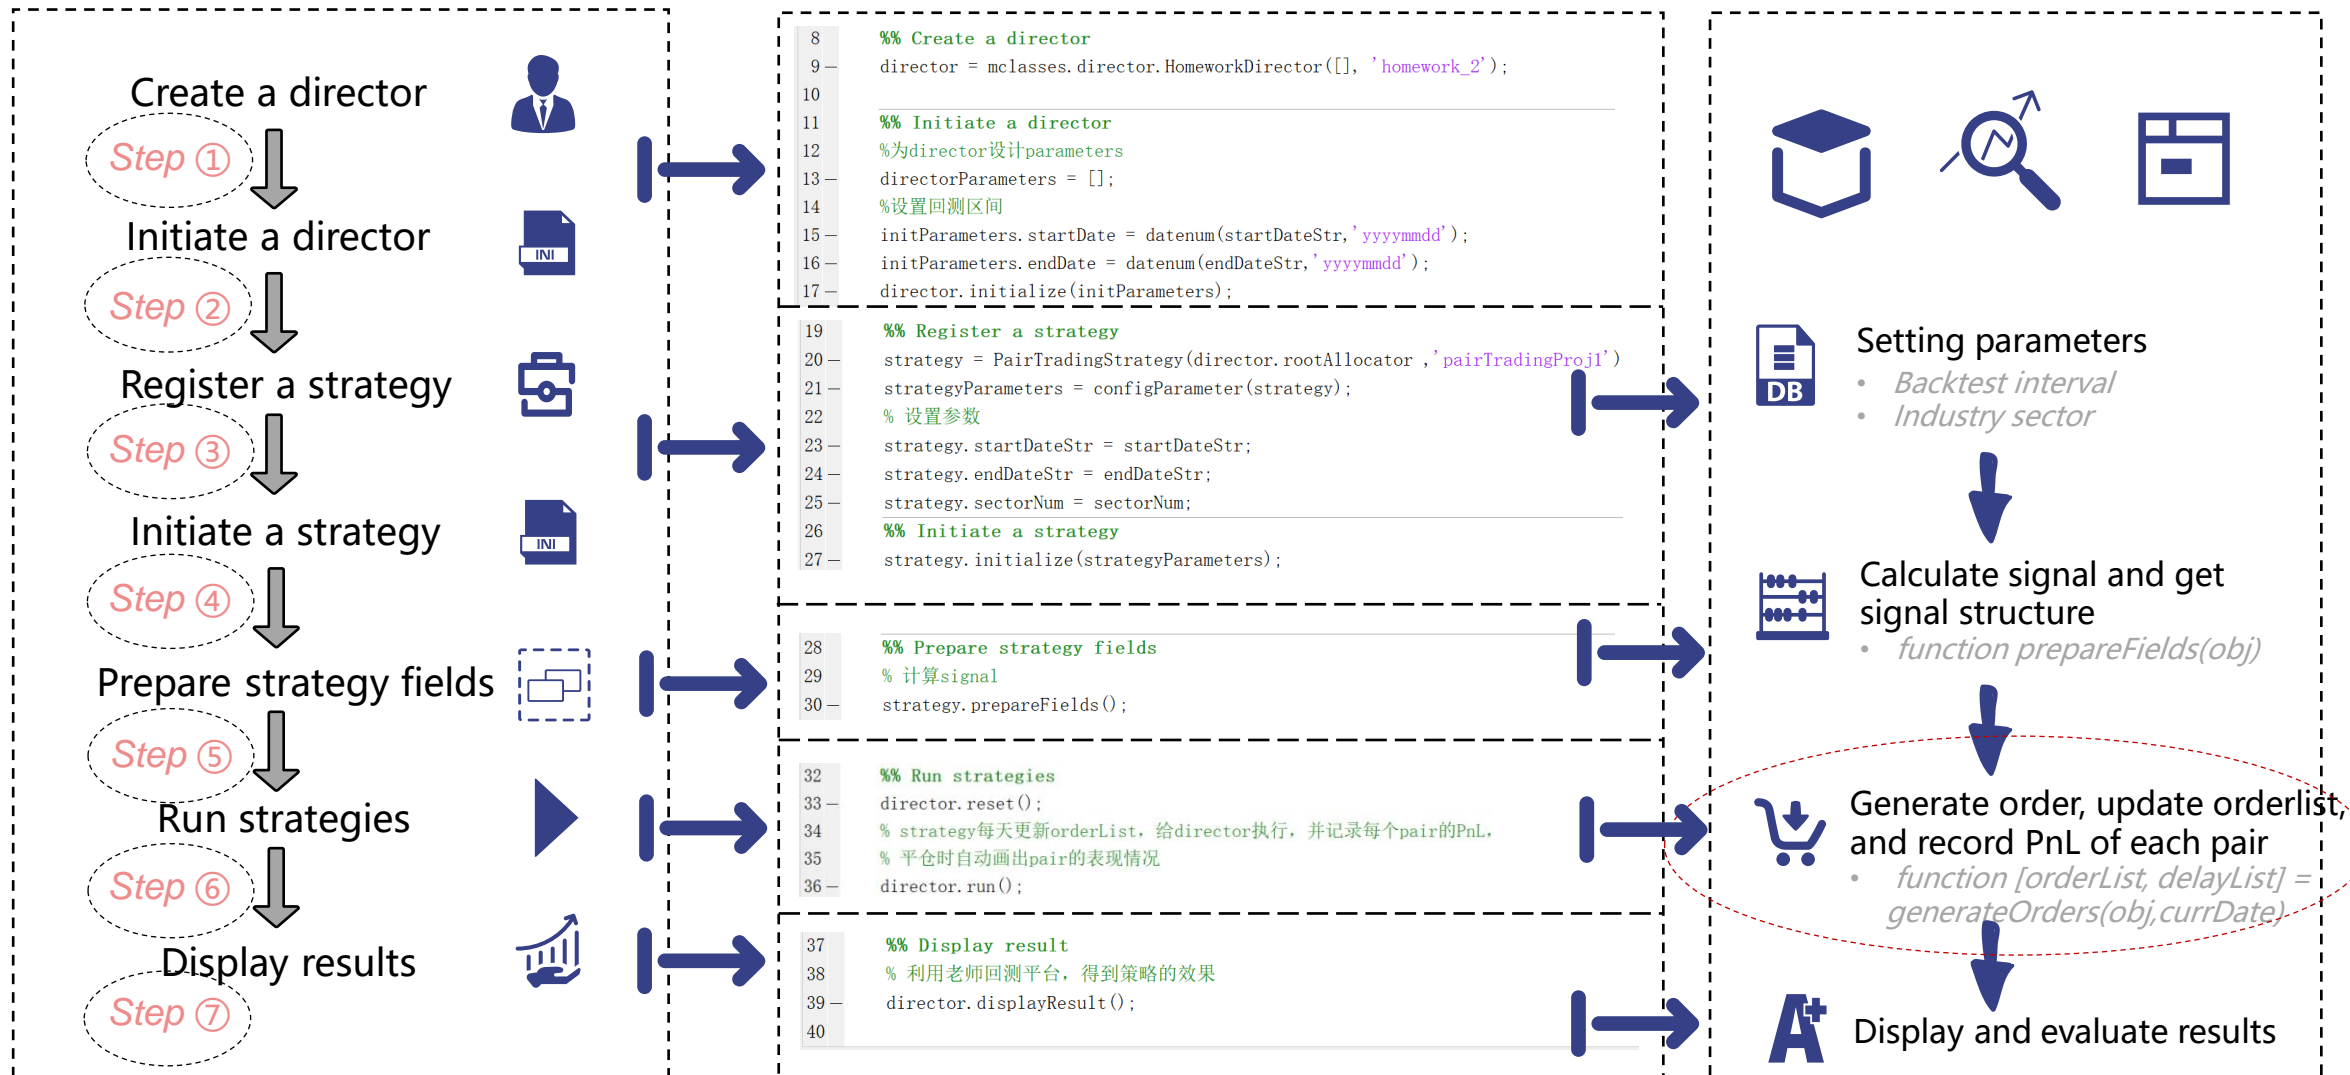 Create a director
Step ①
Initiate a director
Step ②
Register a strategy
Step ③
Initiate a strategy
Step ④
Prepare strategy fields
Step ⑤
Run strategies
Step ⑥
Display results
Step ⑦
INI
INI
8 %% Create a director
9 — director = mclasses.director.HomeworkDirector([], 'homework_2');
10
11 %% Initiate a director
12 %为director设计parameters
13 — directorParameters = [];
14 %设置回测区间
15 — initParameters.startDate = datenum(startDateStr,'yyyymmdd');
16 — initParameters.endDate = datenum(endDateStr,'yyyymmdd');
17 — director.initialize(initParameters);
19 %% Register a strategy
20 — strategy = PairTradingStrategy(director.rootAllocator ,'pairTradingProj1')
21 — strategyParameters = configParameter(strategy);
22 % 设置参数
23 — strategy.startDateStr = startDateStr;
24 — strategy.endDateStr = endDateStr;
25 — strategy.sectorNum = sectorNum;
26 %% Initiate a strategy
27 — strategy.initialize(strategyParameters);
28 %% Prepare strategy fields
29 % 计算signal
30 — strategy.prepareFields();
32 %% Run strategies
33 — director.reset();
34 % strategy每天更新orderList，给director执行，并记录每个pair的PnL，
35 % 平仓时自动画出pair的表现情况
36 — director.run();
37 %% Display result
38 % 利用老师回测平台，得到策略的效果
39 — director.displayResult();
40
DB
Setting parameters
• Backtest interval
• Industry sector
Calculate signal and get
signal structure
• function prepareFields(obj)
Generate order, update orderlist,
and record PnL of each pair
• function [orderList, delayList] =
generateOrders(obj,currDate)
A+
Display and evaluate results